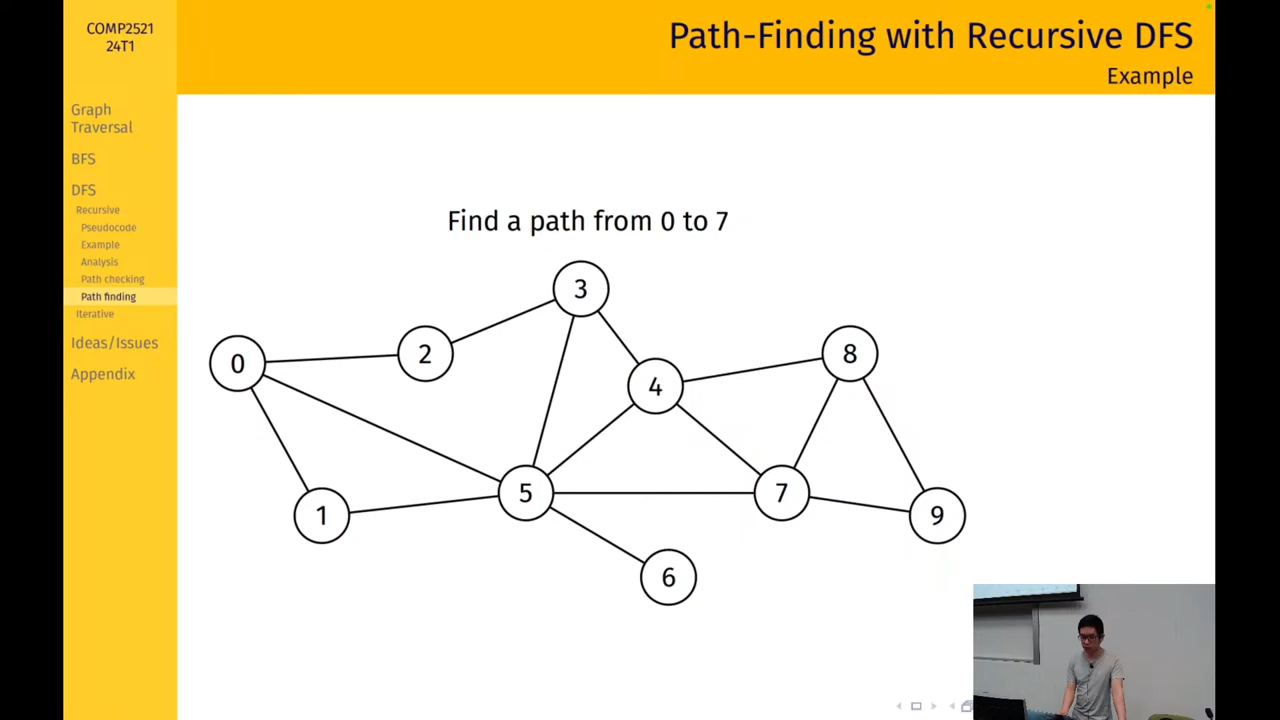 COMP2521
24T1
Graph
Traversal
BFS
DFS
Recursive
Pseudocode
Example
Analysis
Path checking
Path finding
Iterative
Ideas/Issues
Appendix
Path-Finding with Recursive DFS
Example
Find a path from 0 to 7
3
0
2
8
4
5
7
1
9
6